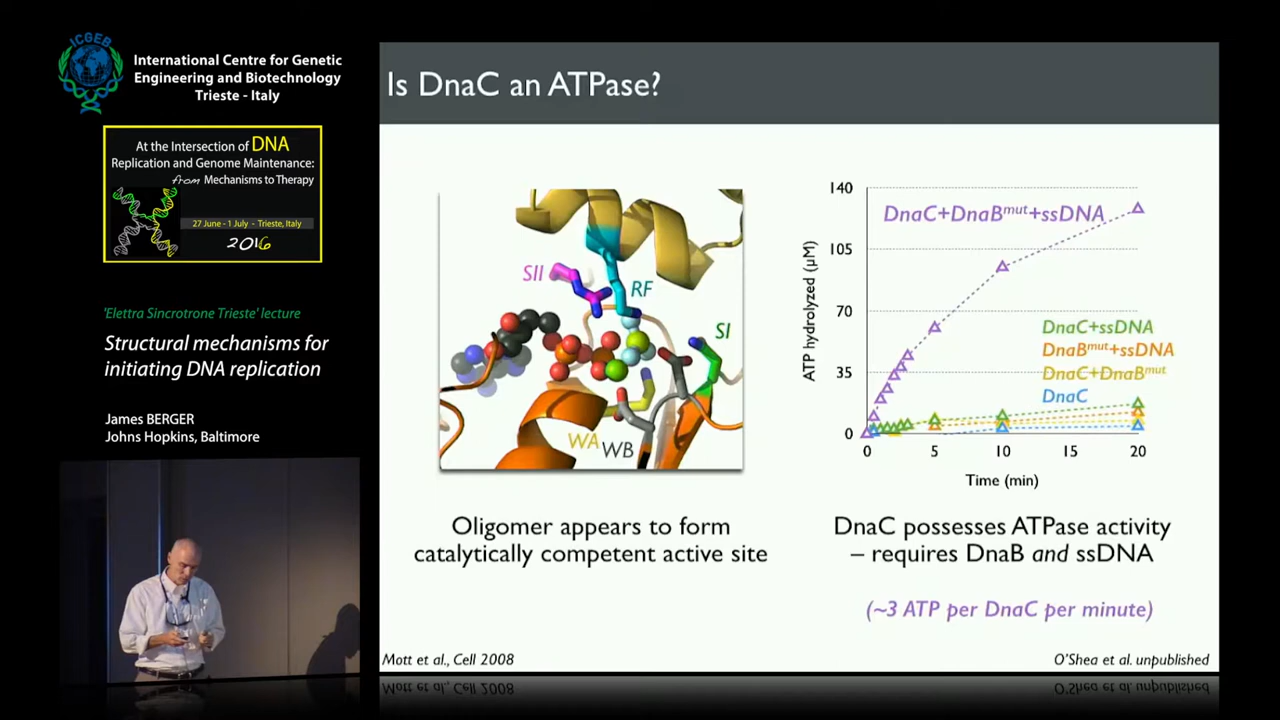 ICGEB
International Centre for Genetic
Engineering and Biotechnology
Trieste - Italy
At the Intersection of DNA
Replication and Genome Maintenance:
from Mechanisms to Therapy
27 June - 1 July - Trieste, Italy
2016
'Elettra Sincrotrone Trieste' lecture
Structural mechanisms for
initiating DNA replication
James BERGER
Johns Hopkins, Baltimore
Is DnaC an ATPase?
SII
RF
SI
WA
WB
Oligomer appears to form
catalytically competent active site
Mott et al., Cell 2008
140
105
70
35
0
ATP hydrolyzed (µM)
DnaC+DnaBmut+ssDNA
DnaC+ssDNA
DnaBmut+ssDNA
DnaC+DnaBmut
DnaC
0 5 10 15 20
Time (min)
DnaC possesses ATPase activity
– requires DnaB and ssDNA
(~3 ATP per DnaC per minute)
O'Shea et al. unpublished